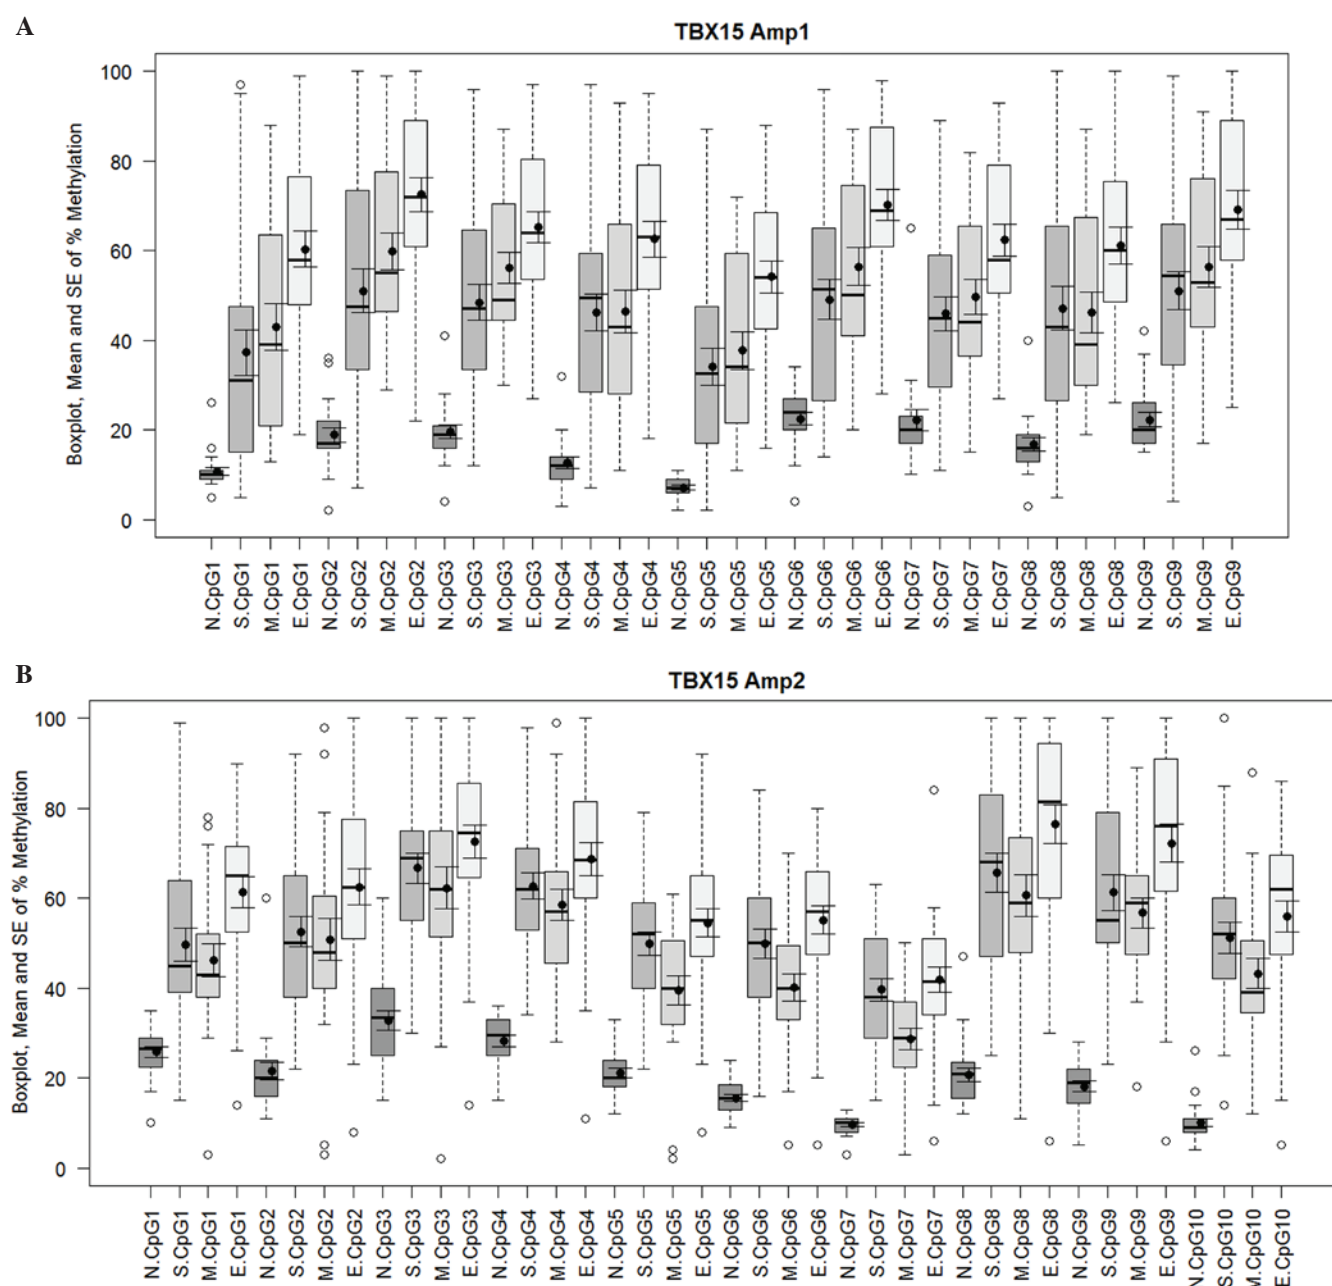 A
TBX15 Amp1
Boxplot, Mean and SE of % Methylation
100
80
60
40
20
0
N.CpG1 S.CpG1 M.CpG1 E.CpG1 N.CpG2 S.CpG2 M.CpG2 E.CpG2 N.CpG3 S.CpG3 M.CpG3 E.CpG3 N.CpG4 S.CpG4 M.CpG4 E.CpG4 N.CpG5 S.CpG5 M.CpG5 E.CpG5 N.CpG6 S.CpG6 M.CpG6 E.CpG6 N.CpG7 S.CpG7 M.CpG7 E.CpG7 N.CpG8 S.CpG8 M.CpG8 E.CpG8 N.CpG9 S.CpG9 M.CpG9 E.CpG9
B
TBX15 Amp2
Boxplot, Mean and SE of % Methylation
100
80
60
40
20
0
N.CpG1 S.CpG1 M.CpG1 E.CpG1 N.CpG2 S.CpG2 M.CpG2 E.CpG2 N.CpG3 S.CpG3 M.CpG3 E.CpG3 N.CpG4 S.CpG4 M.CpG4 E.CpG4 N.CpG5 S.CpG5 M.CpG5 E.CpG5 N.CpG6 S.CpG6 M.CpG6 E.CpG6 N.CpG7 S.CpG7 M.CpG7 E.CpG7 N.CpG8 S.CpG8 M.CpG8 E.CpG8 N.CpG9 S.CpG9 M.CpG9 E.CpG9 N.CpG10 S.CpG10 M.CpG10 E.CpG10